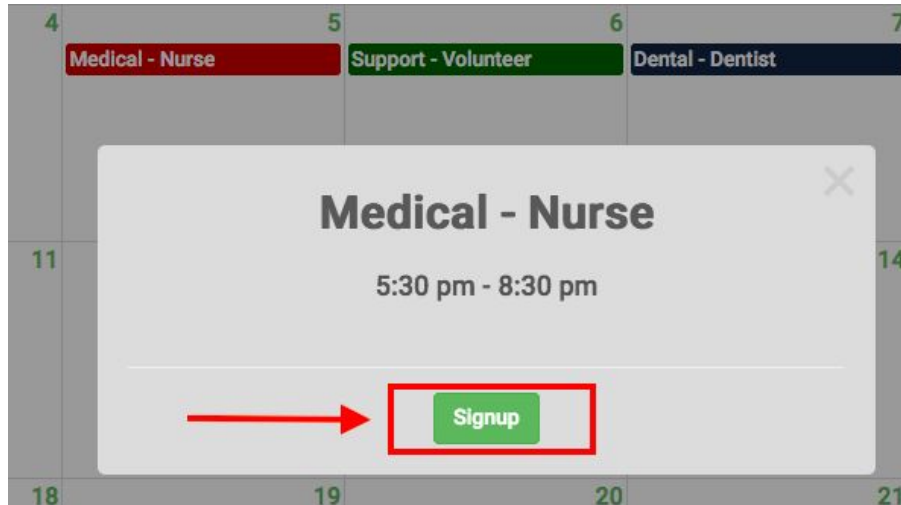 4 5 6 7
Medical - Nurse Support - Volunteer Dental - Dentist
Medical - Nurse
11 14
5:30 pm - 8:30 pm
Signup
18 19 20 21